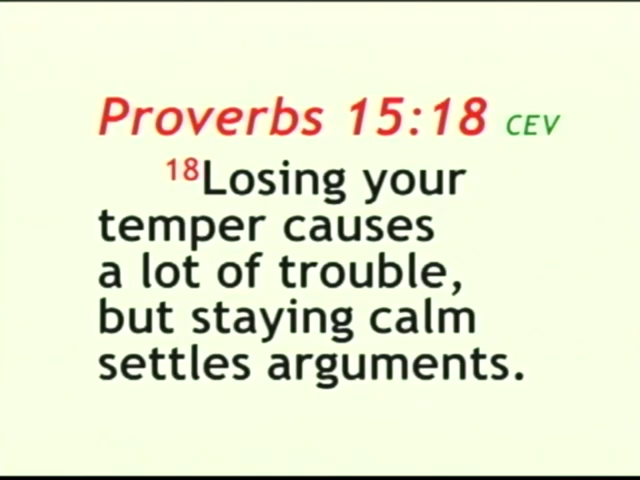 Proverbs 15:18 CEV
18Losing your
temper causes
a lot of trouble,
but staying calm
settles arguments.